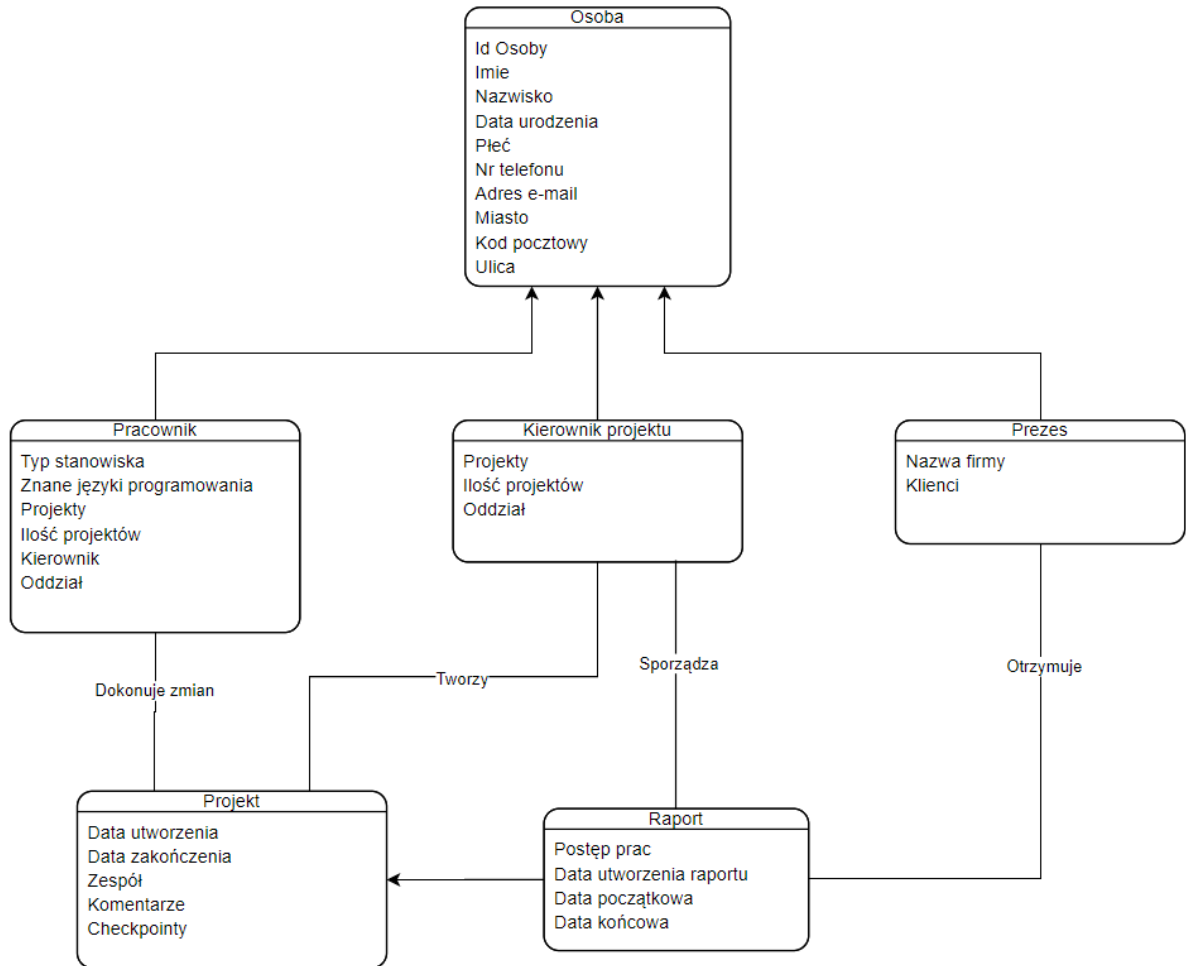 Osoba
Id Osoby
Imie
Nazwisko
Data urodzenia
Płeć
Nr telefonu
Adres e-mail
Miasto
Kod pocztowy
Ulica
Pracownik
Typ stanowiska
Znane języki programowania
Projekty
Ilość projektów
Kierownik
Oddział
Kierownik projektu
Projekty
Ilość projektów
Oddział
Prezes
Nazwa firmy
Klienci
Dokonuje zmian
Tworzy
Sporządza
Otrzymuje
Projekt
Data utworzenia
Data zakończenia
Zespół
Komentarze
Checkpointy
Raport
Postęp prac
Data utworzenia raportu
Data początkowa
Data końcowa